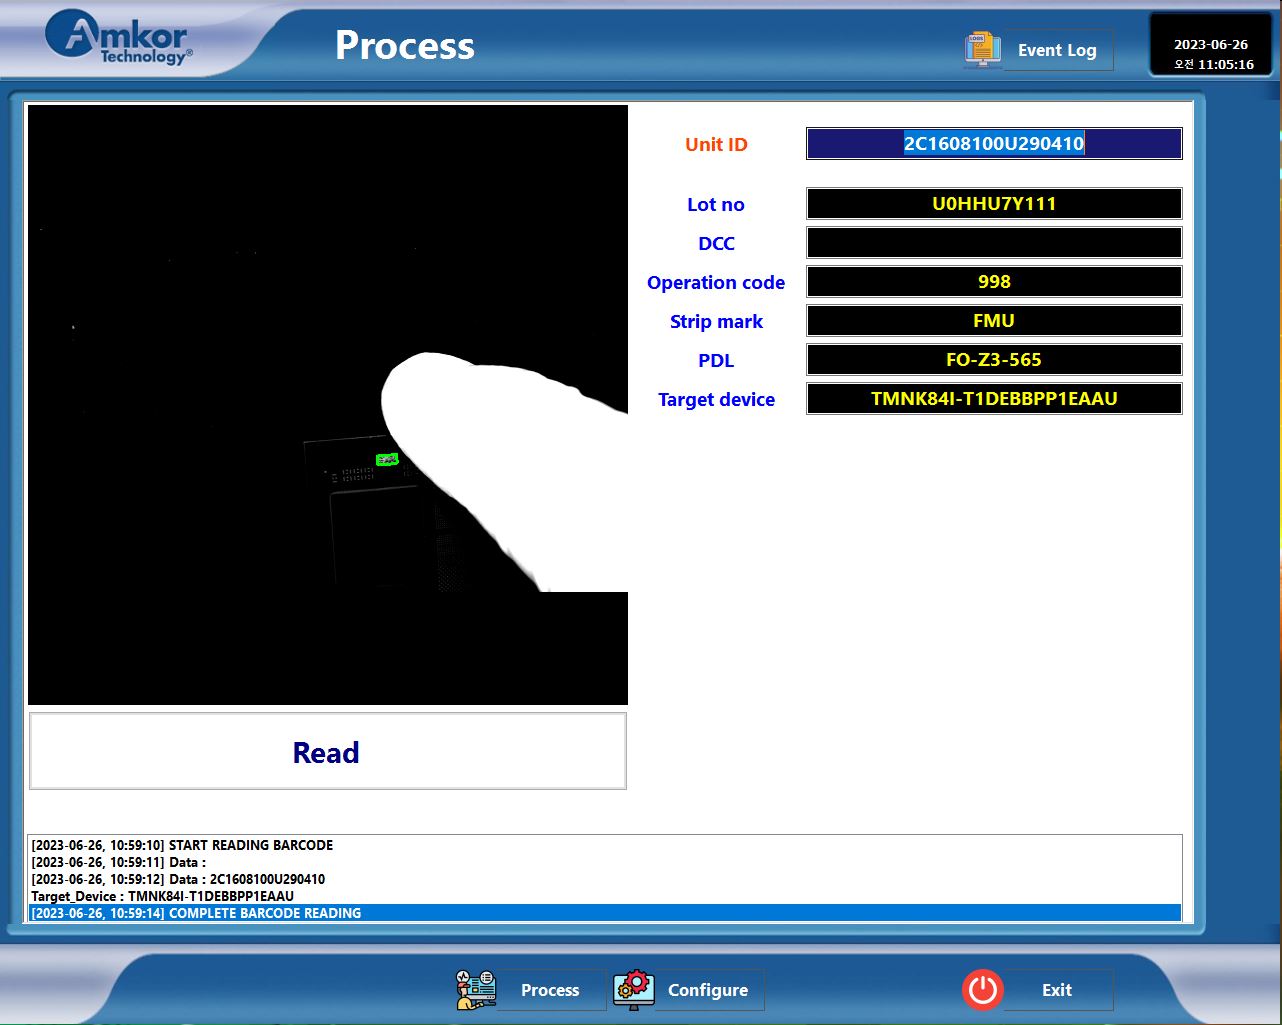 Amkor
Technology®
Process
Event Log
2023-06-26
오전 11:05:16
Unit ID
2C1608100U290410
Lot no
U0HHU7Y111
DCC
Operation code
998
Strip mark
FMU
PDL
FO-Z3-565
Target device
TMNK84I-T1DEBBPP1EAAU
Read
[2023-06-26, 10:59:10] START READING BARCODE
[2023-06-26, 10:59:11] Data :
[2023-06-26, 10:59:12] Data : 2C1608100U290410
Target_Device : TMNK84I-T1DEBBPP1EAAU
[2023-06-26, 10:59:14] COMPLETE BARCODE READING
Process
Configure
Exit